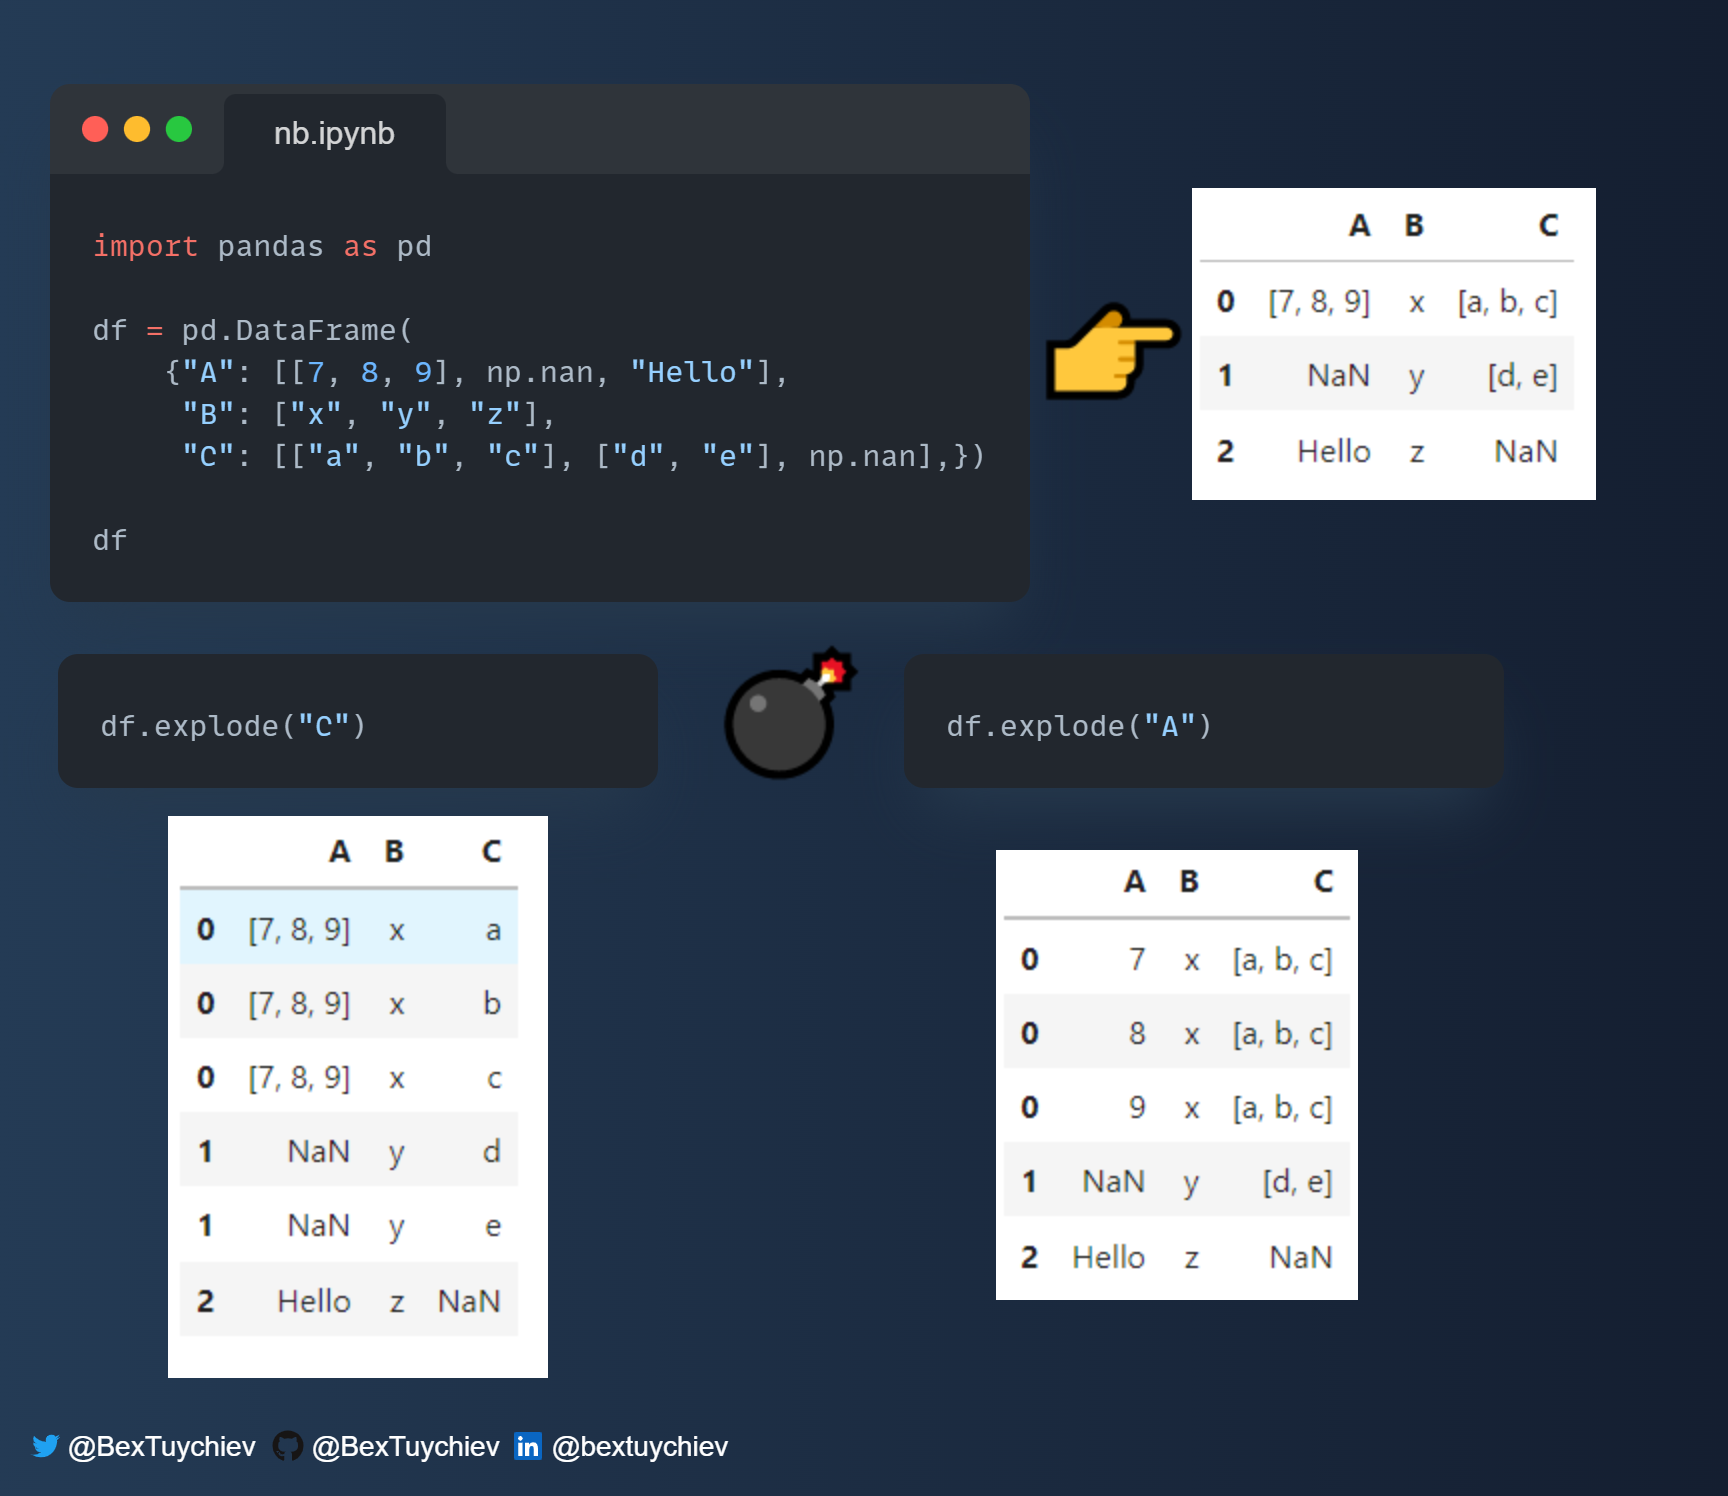 nb.ipynb
import pandas as pd
df = pd.DataFrame(
    {"A": [[7, 8, 9], np.nan, "Hello"],
     "B": ["x", "y", "z"],
     "C": [["a", "b", "c"], ["d", "e"], np.nan],})
df
A B C
0 [7, 8, 9] x [a, b, c]
1 NaN y [d, e]
2 Hello z NaN
df.explode("C")
A B C
0 [7, 8, 9] x a
0 [7, 8, 9] x b
0 [7, 8, 9] x c
1 NaN y d
1 NaN y e
2 Hello z NaN
df.explode("A")
A B C
0 7 x [a, b, c]
0 8 x [a, b, c]
0 9 x [a, b, c]
1 NaN y [d, e]
2 Hello z NaN
@BexTuychiev @BexTuychiev in @bextuychiev